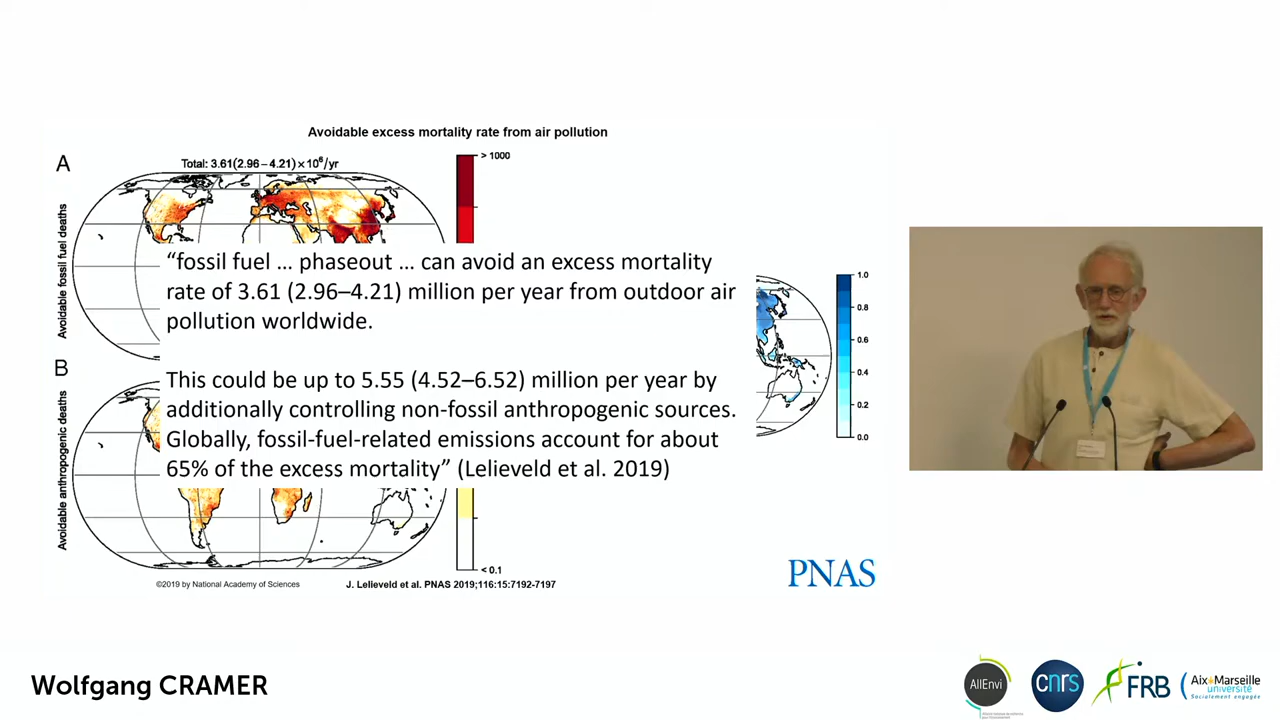 Avoidable excess mortality rate from air pollution
A
Total: 3.61(2.96 – 4.21) × 10⁶/yr
> 1000
Avoidable fossil fuel deaths
“fossil fuel … phaseout … can avoid an excess mortality
rate of 3.61 (2.96–4.21) million per year from outdoor air
pollution worldwide.
This could be up to 5.55 (4.52–6.52) million per year by
additionally controlling non-fossil anthropogenic sources.
Globally, fossil-fuel-related emissions account for about
65% of the excess mortality” (Lelieveld et al. 2019)
1.0
0.8
0.6
0.4
0.2
0.0
B
Avoidable anthropogenic deaths
< 0.1
©2019 by National Academy of Sciences
J. Lelieveld et al. PNAS 2019;116:15:7192-7197
PNAS
Wolfgang CRAMER
AllEnvi
cnrs
FRB
Aix Marseille
université
Socialement engagée